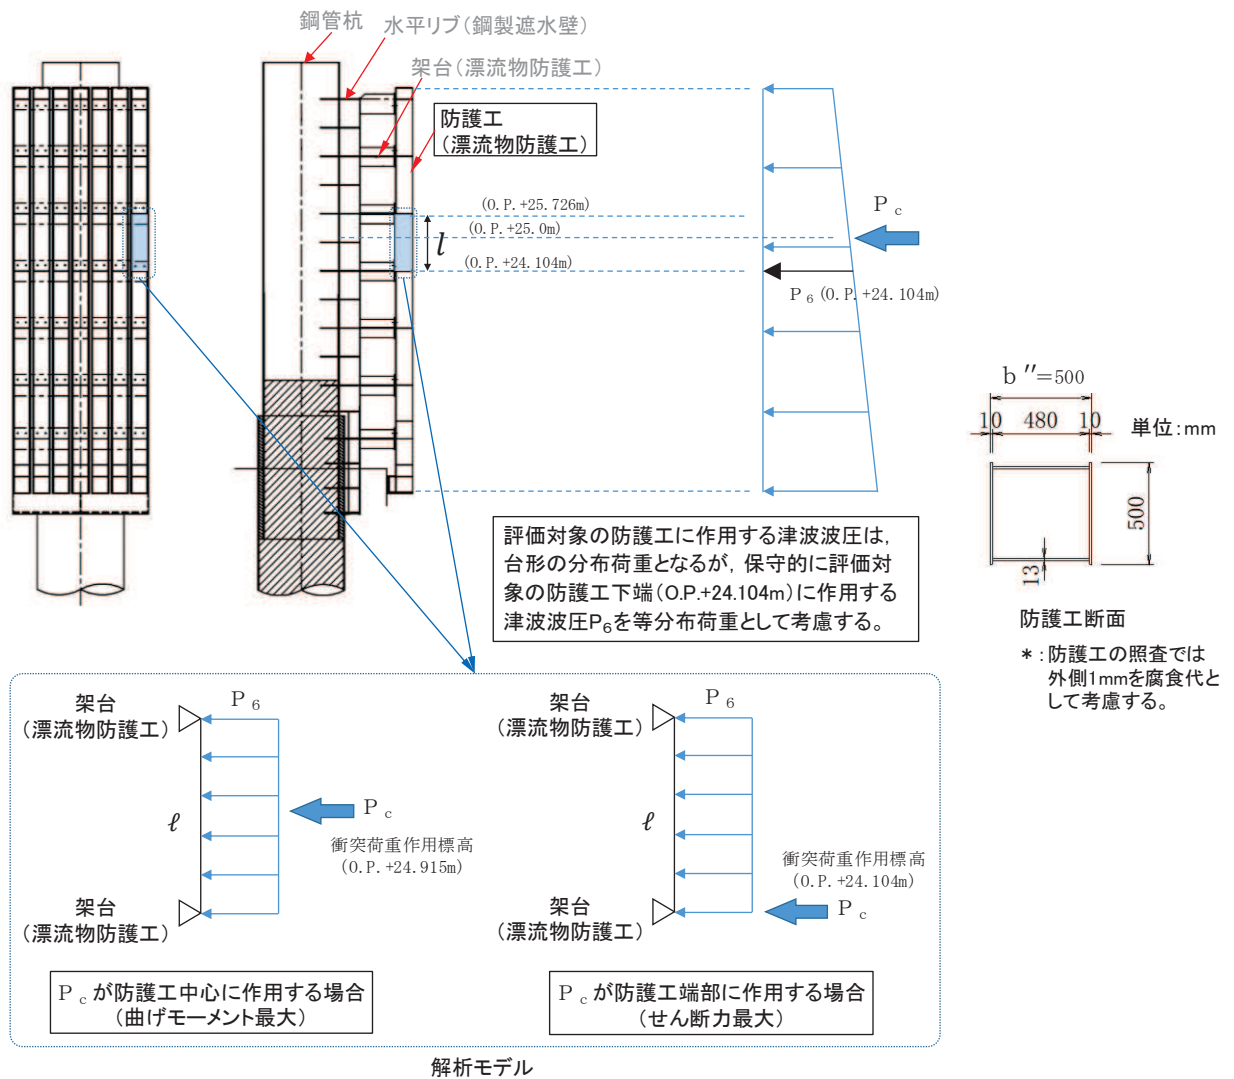 鋼管杭
水平リブ(鋼製遮水壁)
架台(漂流物防護工)
防護工
(漂流物防護工)
(O.P.+25.726m)
(O.P.+25.0m)
l
(O.P.+24.104m)
P c
P 6 (O.P.+24.104m)
b ″=500
10 480 10
単位:mm
500
13
防護工断面
*:防護工の照査では
外側1mmを腐食代と
して考慮する。
評価対象の防護工に作用する津波波圧は,
台形の分布荷重となるが, 保守的に評価対
象の防護工下端(O.P.+24.104m)に作用する
津波波圧P6を等分布荷重として考慮する。
架台
(漂流物防護工)
P 6
ℓ
P c
衝突荷重作用標高
(O.P.+24.915m)
架台
(漂流物防護工)
P c が防護工中心に作用する場合
(曲げモーメント最大)
架台
(漂流物防護工)
P 6
ℓ
衝突荷重作用標高
(O.P.+24.104m)
P c
架台
(漂流物防護工)
P c が防護工端部に作用する場合
(せん断力最大)
解析モデル